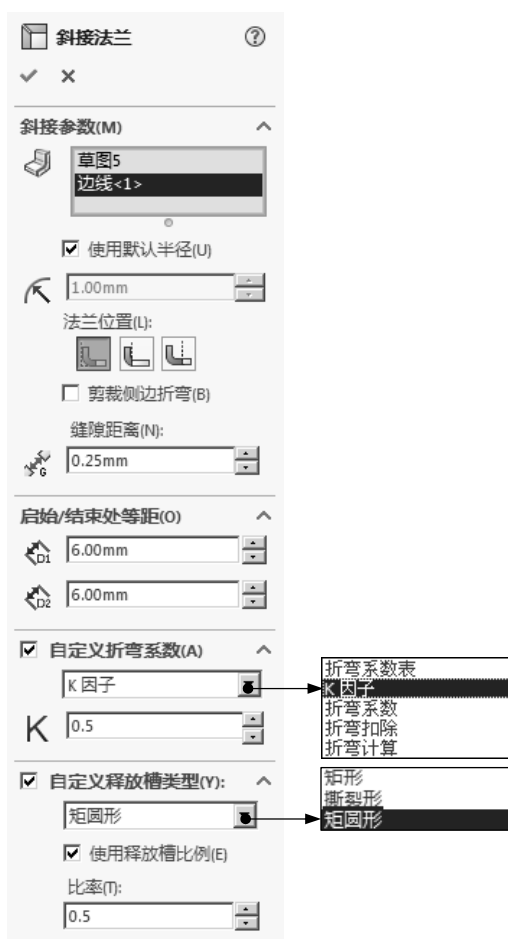 斜接法兰
斜接参数(M)
草图5
边线<1>
使用默认半径(U)
1.00mm
法兰位置(L):
剪裁侧边折弯(B)
缝隙距离(N):
G
0.25mm
启始/结束处等距(O)
D1
6.00mm
D2
6.00mm
自定义折弯系数(A)
K 因子
K
0.5
折弯系数表
K 因子
折弯系数
折弯扣除
折弯计算
自定义释放槽类型(Y):
矩圆形
矩形
撕裂形
矩圆形
使用释放槽比例(E)
比率(T):
0.5